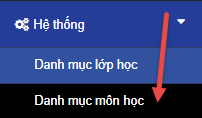 Hệ thống
Danh mục lớp học
Danh mục môn học